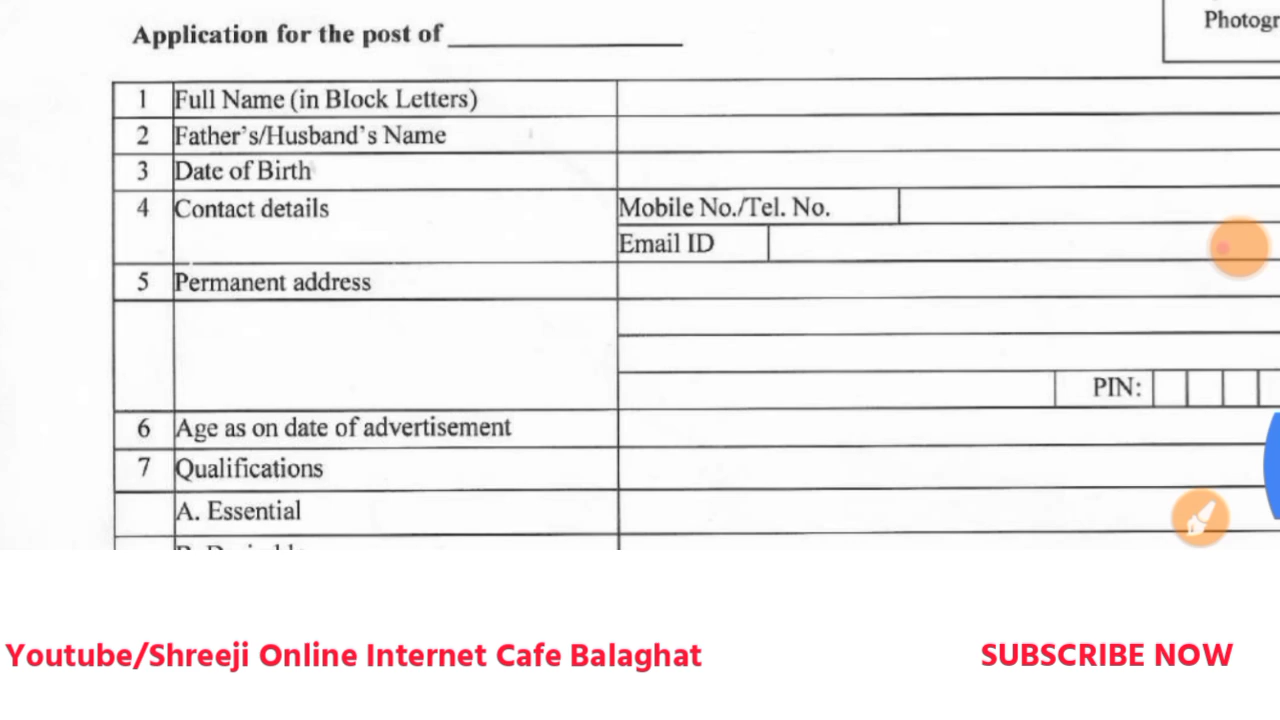 Photogr
Application for the post of
1 Full Name (in Block Letters)
2 Father's/Husband's Name
3 Date of Birth
4 Contact details Mobile No./Tel. No.
Email ID
5 Permanent address
PIN:
6 Age as on date of advertisement
7 Qualifications
A. Essential
Youtube/Shreeji Online Internet Cafe Balaghat
SUBSCRIBE NOW